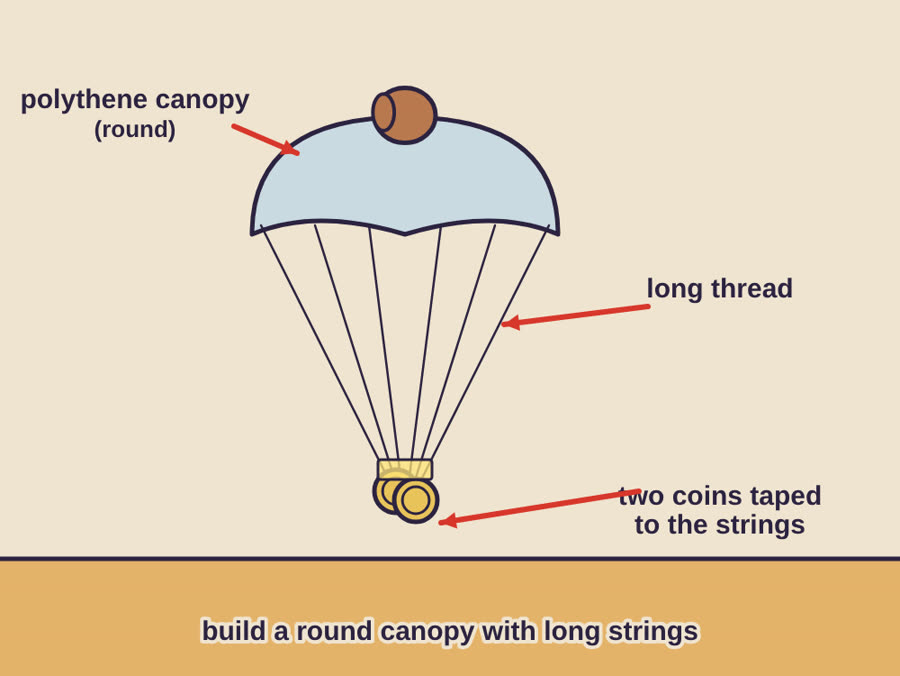 polythene canopy
(round)
long thread
two coins taped
to the strings
build a round canopy with long strings